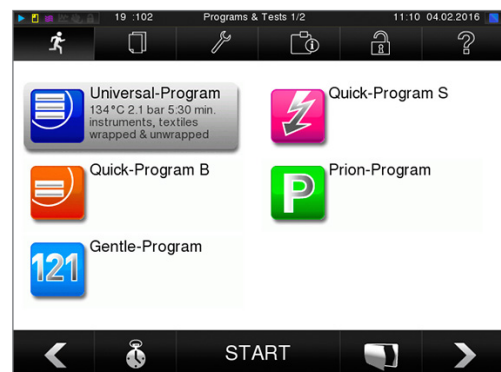 19 :102 Programs & Tests 1/2 11:10 04.02.2016
Universal-Program
134°C 2.1 bar 5:30 min.
instruments, textiles
wrapped & unwrapped
Quick-Program S
Quick-Program B
Prion-Program
P
Gentle-Program
121
START